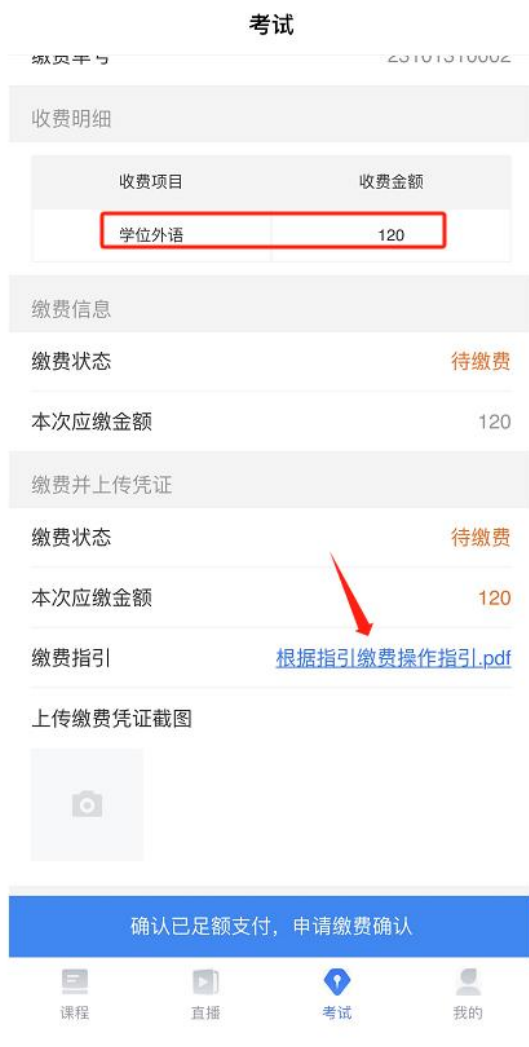 考试
缴费单号 23101310002
收费明细
收费项目 收费金额
学位外语 120
缴费信息
缴费状态 待缴费
本次应缴金额 120
缴费并上传凭证
缴费状态 待缴费
本次应缴金额 120
缴费指引 根据指引缴费操作指引.pdf
上传缴费凭证截图
确认已足额支付，申请缴费确认
课程 直播 考试 我的